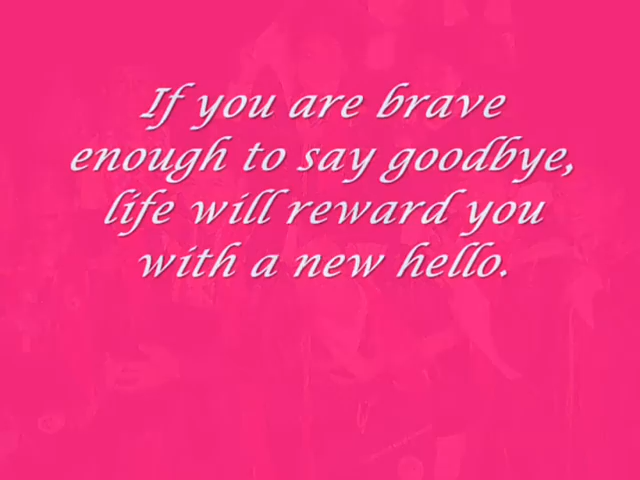 If you are brave
enough to say goodbye,
life will reward you
with a new hello.